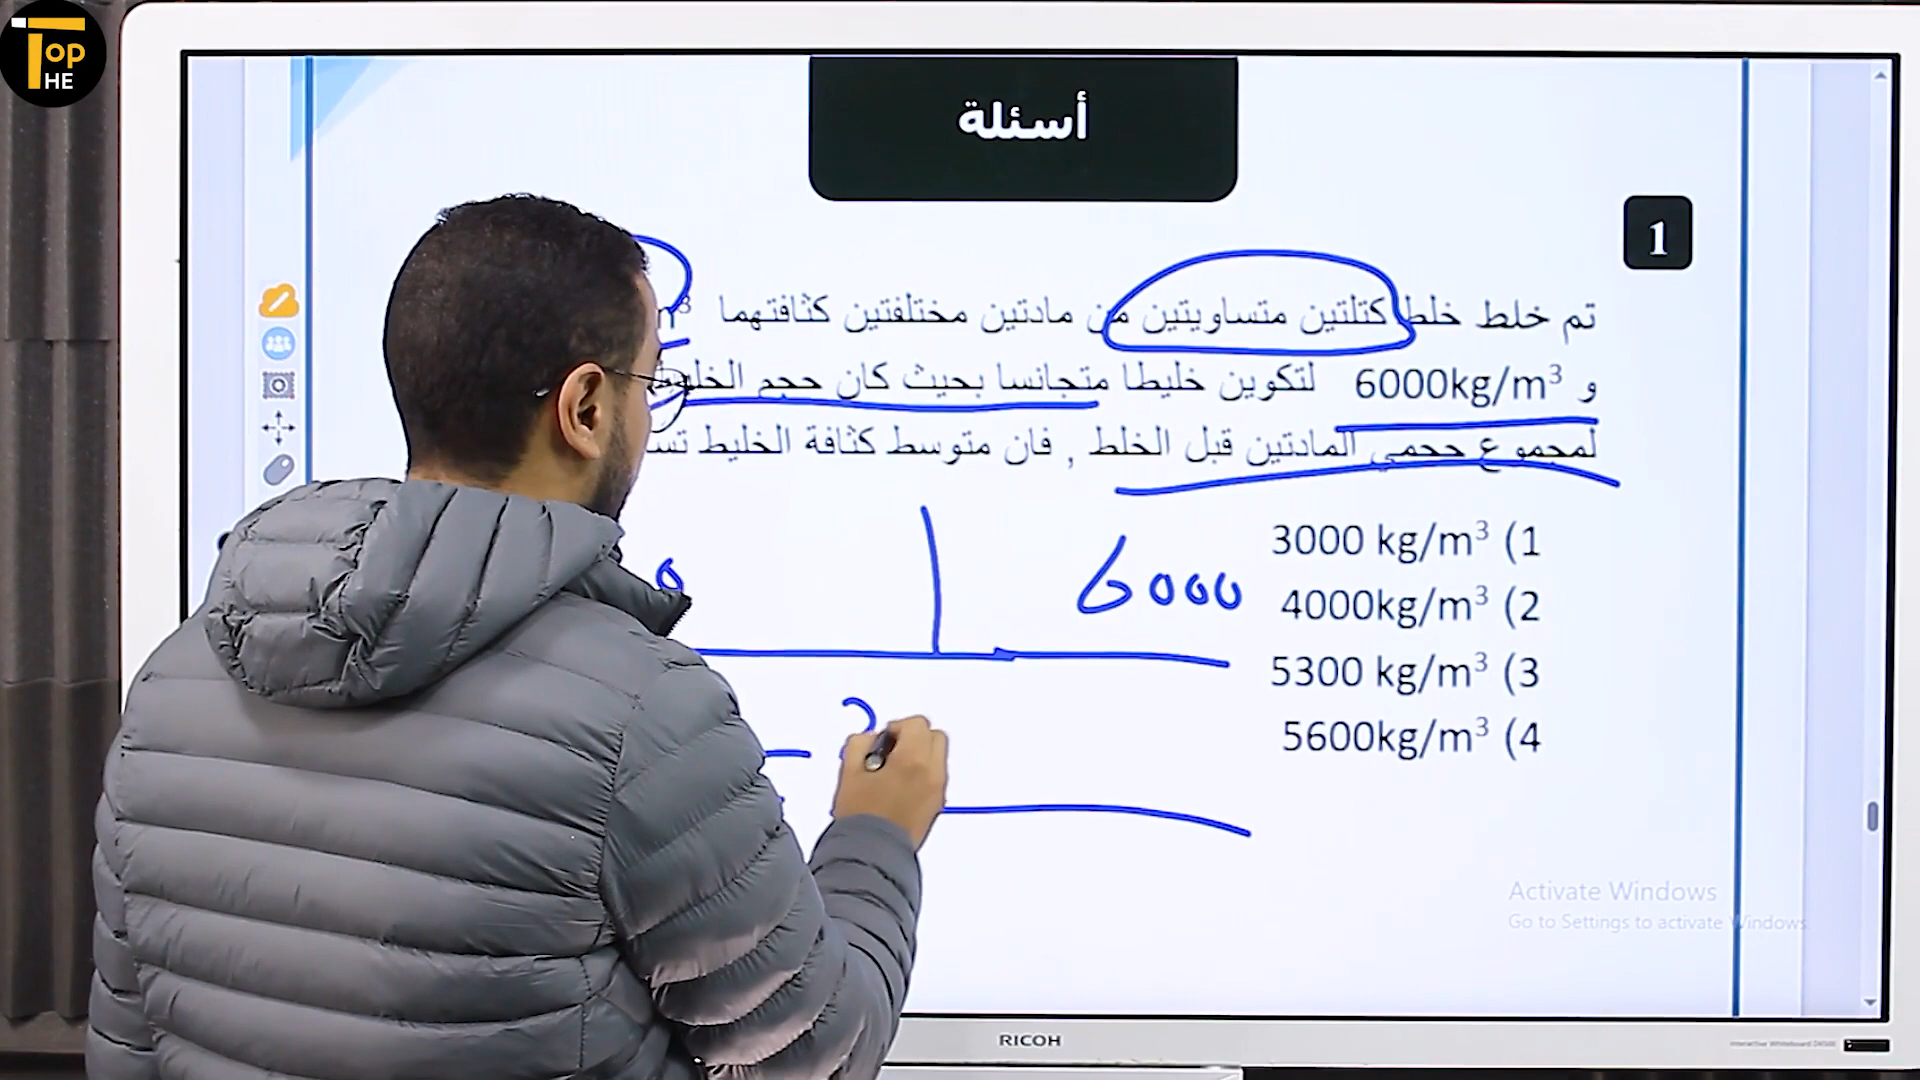 TOP
THE
أسئلة
1
تم خلط خلط كتلتين متساويتين من مادتين مختلفتين كثافتهما
و 6000kg/m³ لتكوين خليطا متجانسا بحيث كان حجم
لمجموع حجمي المادتين قبل الخلط , فان متوسط كثافة الخليط
3000 kg/m³ (1
4000kg/m³ (2
5300 kg/m³ (3
5600kg/m³ (4
6000
Activate Windows
Go to Settings to activate Windows.
RICOH